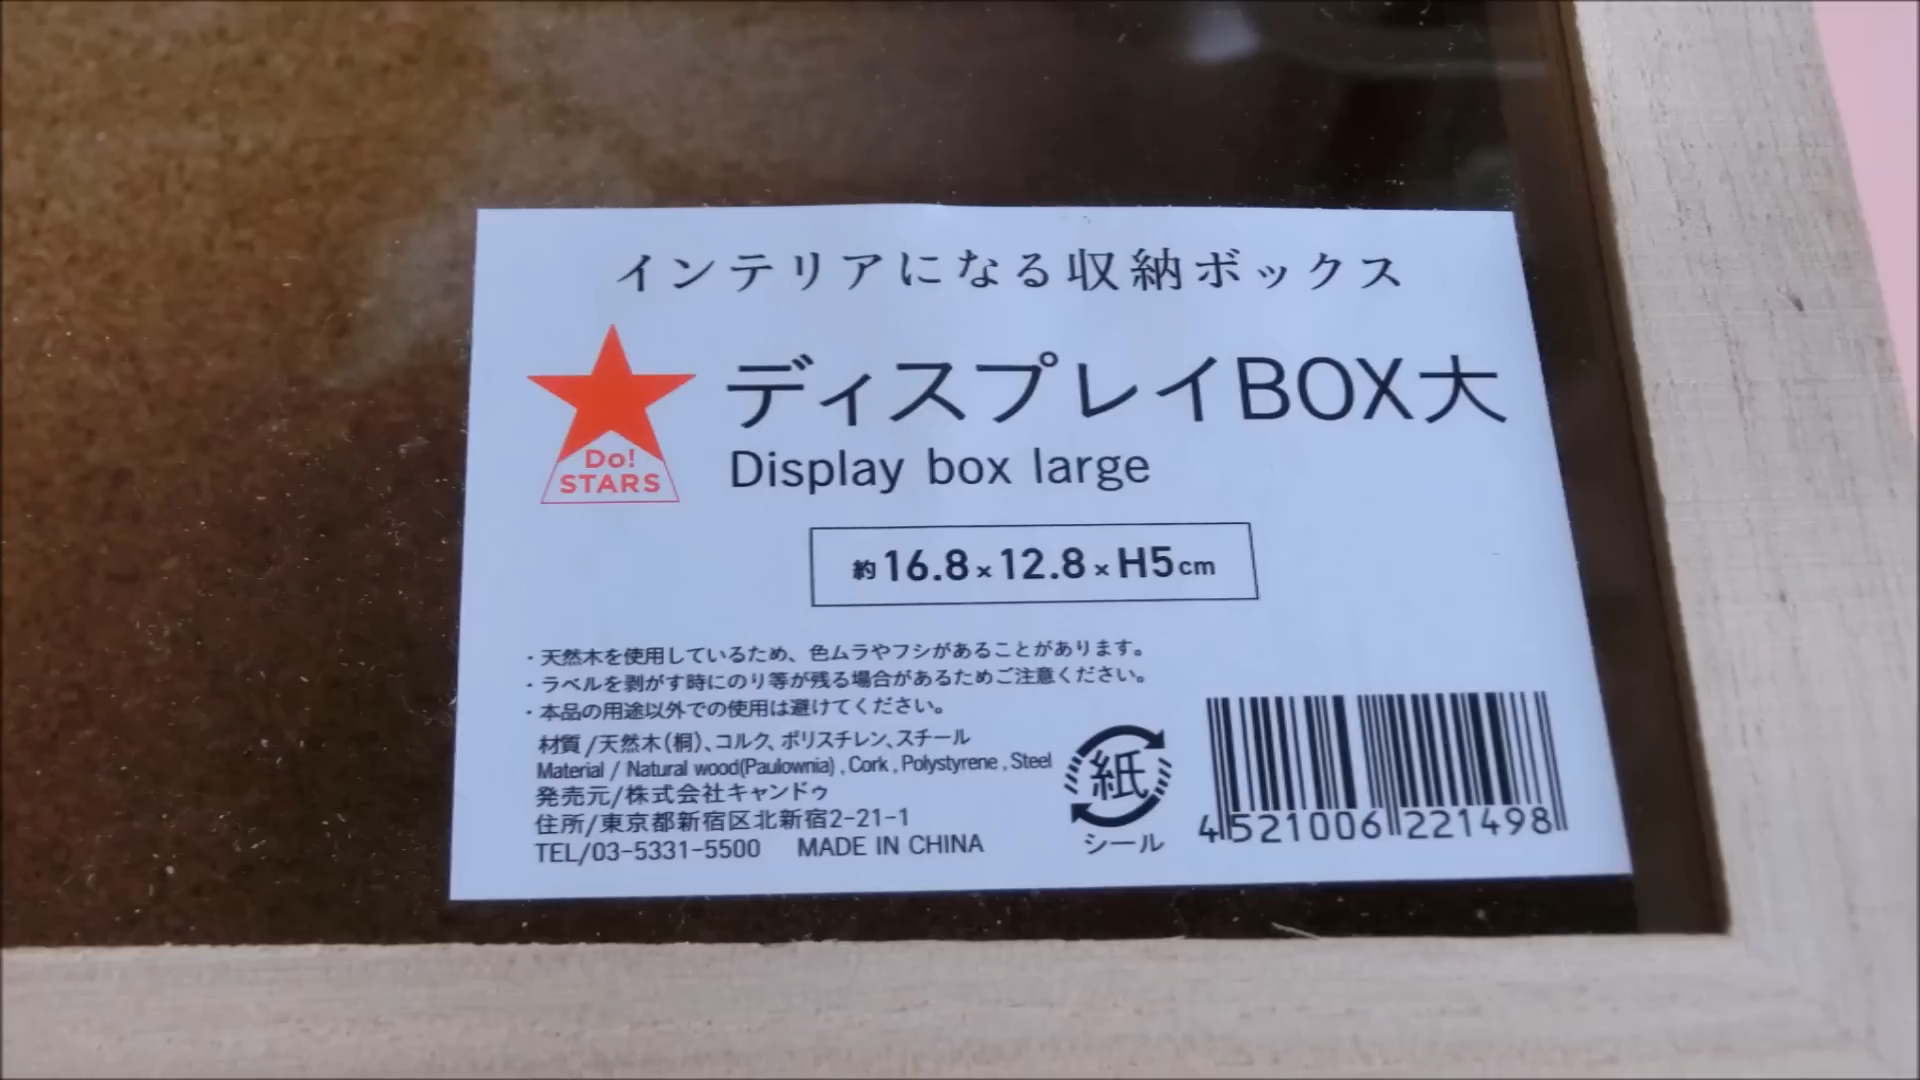 インテリアになる収納ボックス
Do!
STARS
ディスプレイBOX大
Display box large
約16.8×12.8×H5cm
・天然木を使用しているため、色ムラやフシがあることがあります。
・ラベルを剥がす時にのり等が残る場合があるためご注意ください。
・本品の用途以外での使用は避けてください。
材質/天然木(桐)、コルク、ポリスチレン、スチール
Material / Natural wood(Paulownia) , Cork , Polystyrene , Steel
発売元/株式会社キャンドゥ
住所/東京都新宿区北新宿2-21-1
TEL/03-5331-5500 MADE IN CHINA
紙
シール
4521006221498